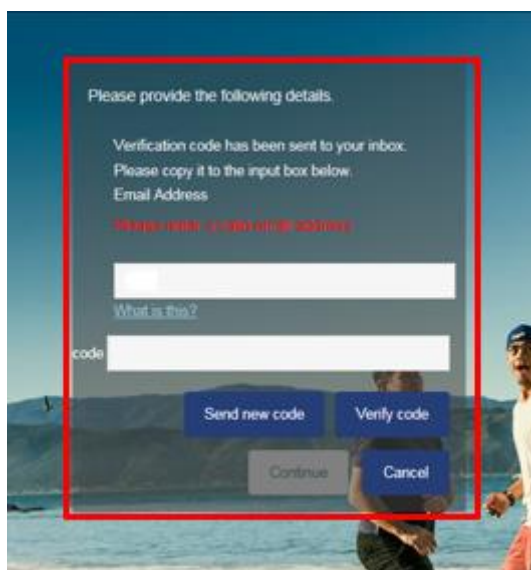 Please provide the following details.
Verification code has been sent to your inbox.
Please copy it to the input box below.
Email Address
Please enter a valid email address.
What is this?
code
Send new code
Verify code
Continue
Cancel